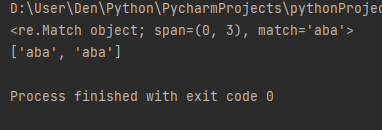 D:\User\Den\Python\PycharmProjects\pythonProjec
<re.Match object; span=(0, 3), match='aba'>
['aba', 'aba']
Process finished with exit code 0